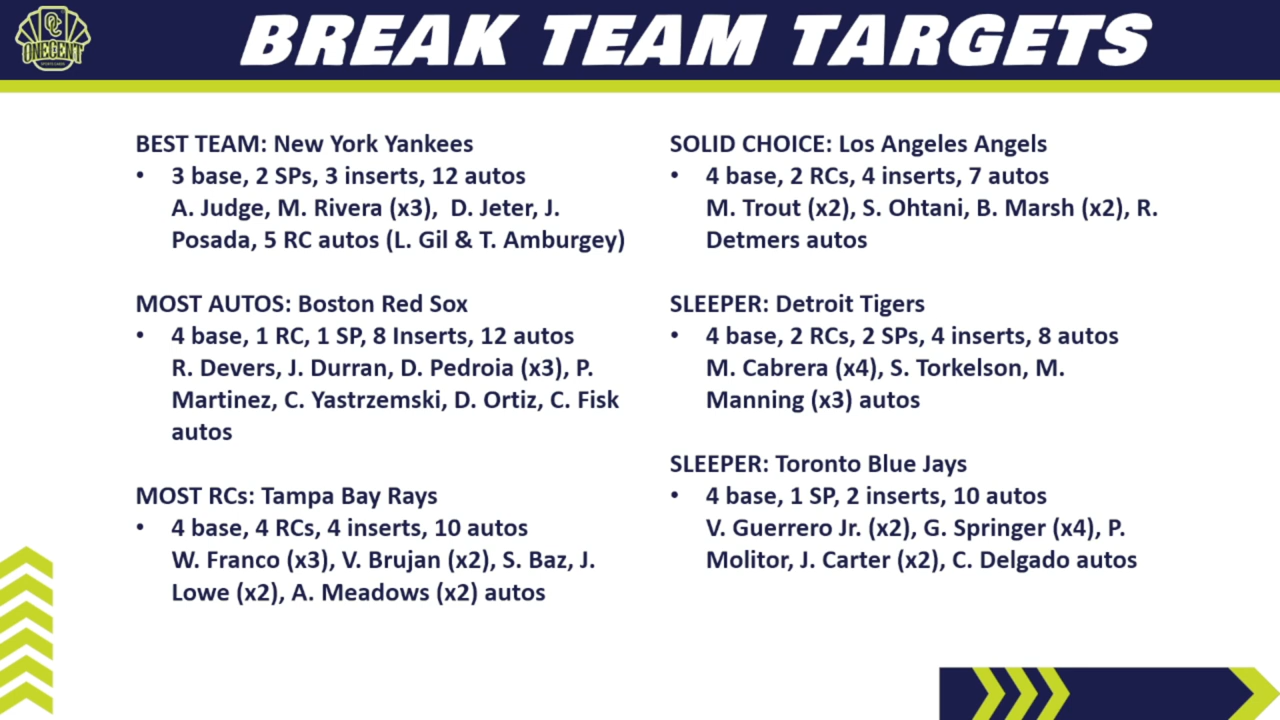 OC
ONECENT
SPORTS CARDS
BREAK TEAM TARGETS
BEST TEAM: New York Yankees
• 3 base, 2 SPs, 3 inserts, 12 autos
A. Judge, M. Rivera (x3), D. Jeter, J.
Posada, 5 RC autos (L. Gil & T. Amburgey)
MOST AUTOS: Boston Red Sox
• 4 base, 1 RC, 1 SP, 8 Inserts, 12 autos
R. Devers, J. Durran, D. Pedroia (x3), P.
Martinez, C. Yastrzemski, D. Ortiz, C. Fisk
autos
MOST RCs: Tampa Bay Rays
• 4 base, 4 RCs, 4 inserts, 10 autos
W. Franco (x3), V. Brujan (x2), S. Baz, J.
Lowe (x2), A. Meadows (x2) autos
SOLID CHOICE: Los Angeles Angels
• 4 base, 2 RCs, 4 inserts, 7 autos
M. Trout (x2), S. Ohtani, B. Marsh (x2), R.
Detmers autos
SLEEPER: Detroit Tigers
• 4 base, 2 RCs, 2 SPs, 4 inserts, 8 autos
M. Cabrera (x4), S. Torkelson, M.
Manning (x3) autos
SLEEPER: Toronto Blue Jays
• 4 base, 1 SP, 2 inserts, 10 autos
V. Guerrero Jr. (x2), G. Springer (x4), P.
Molitor, J. Carter (x2), C. Delgado autos